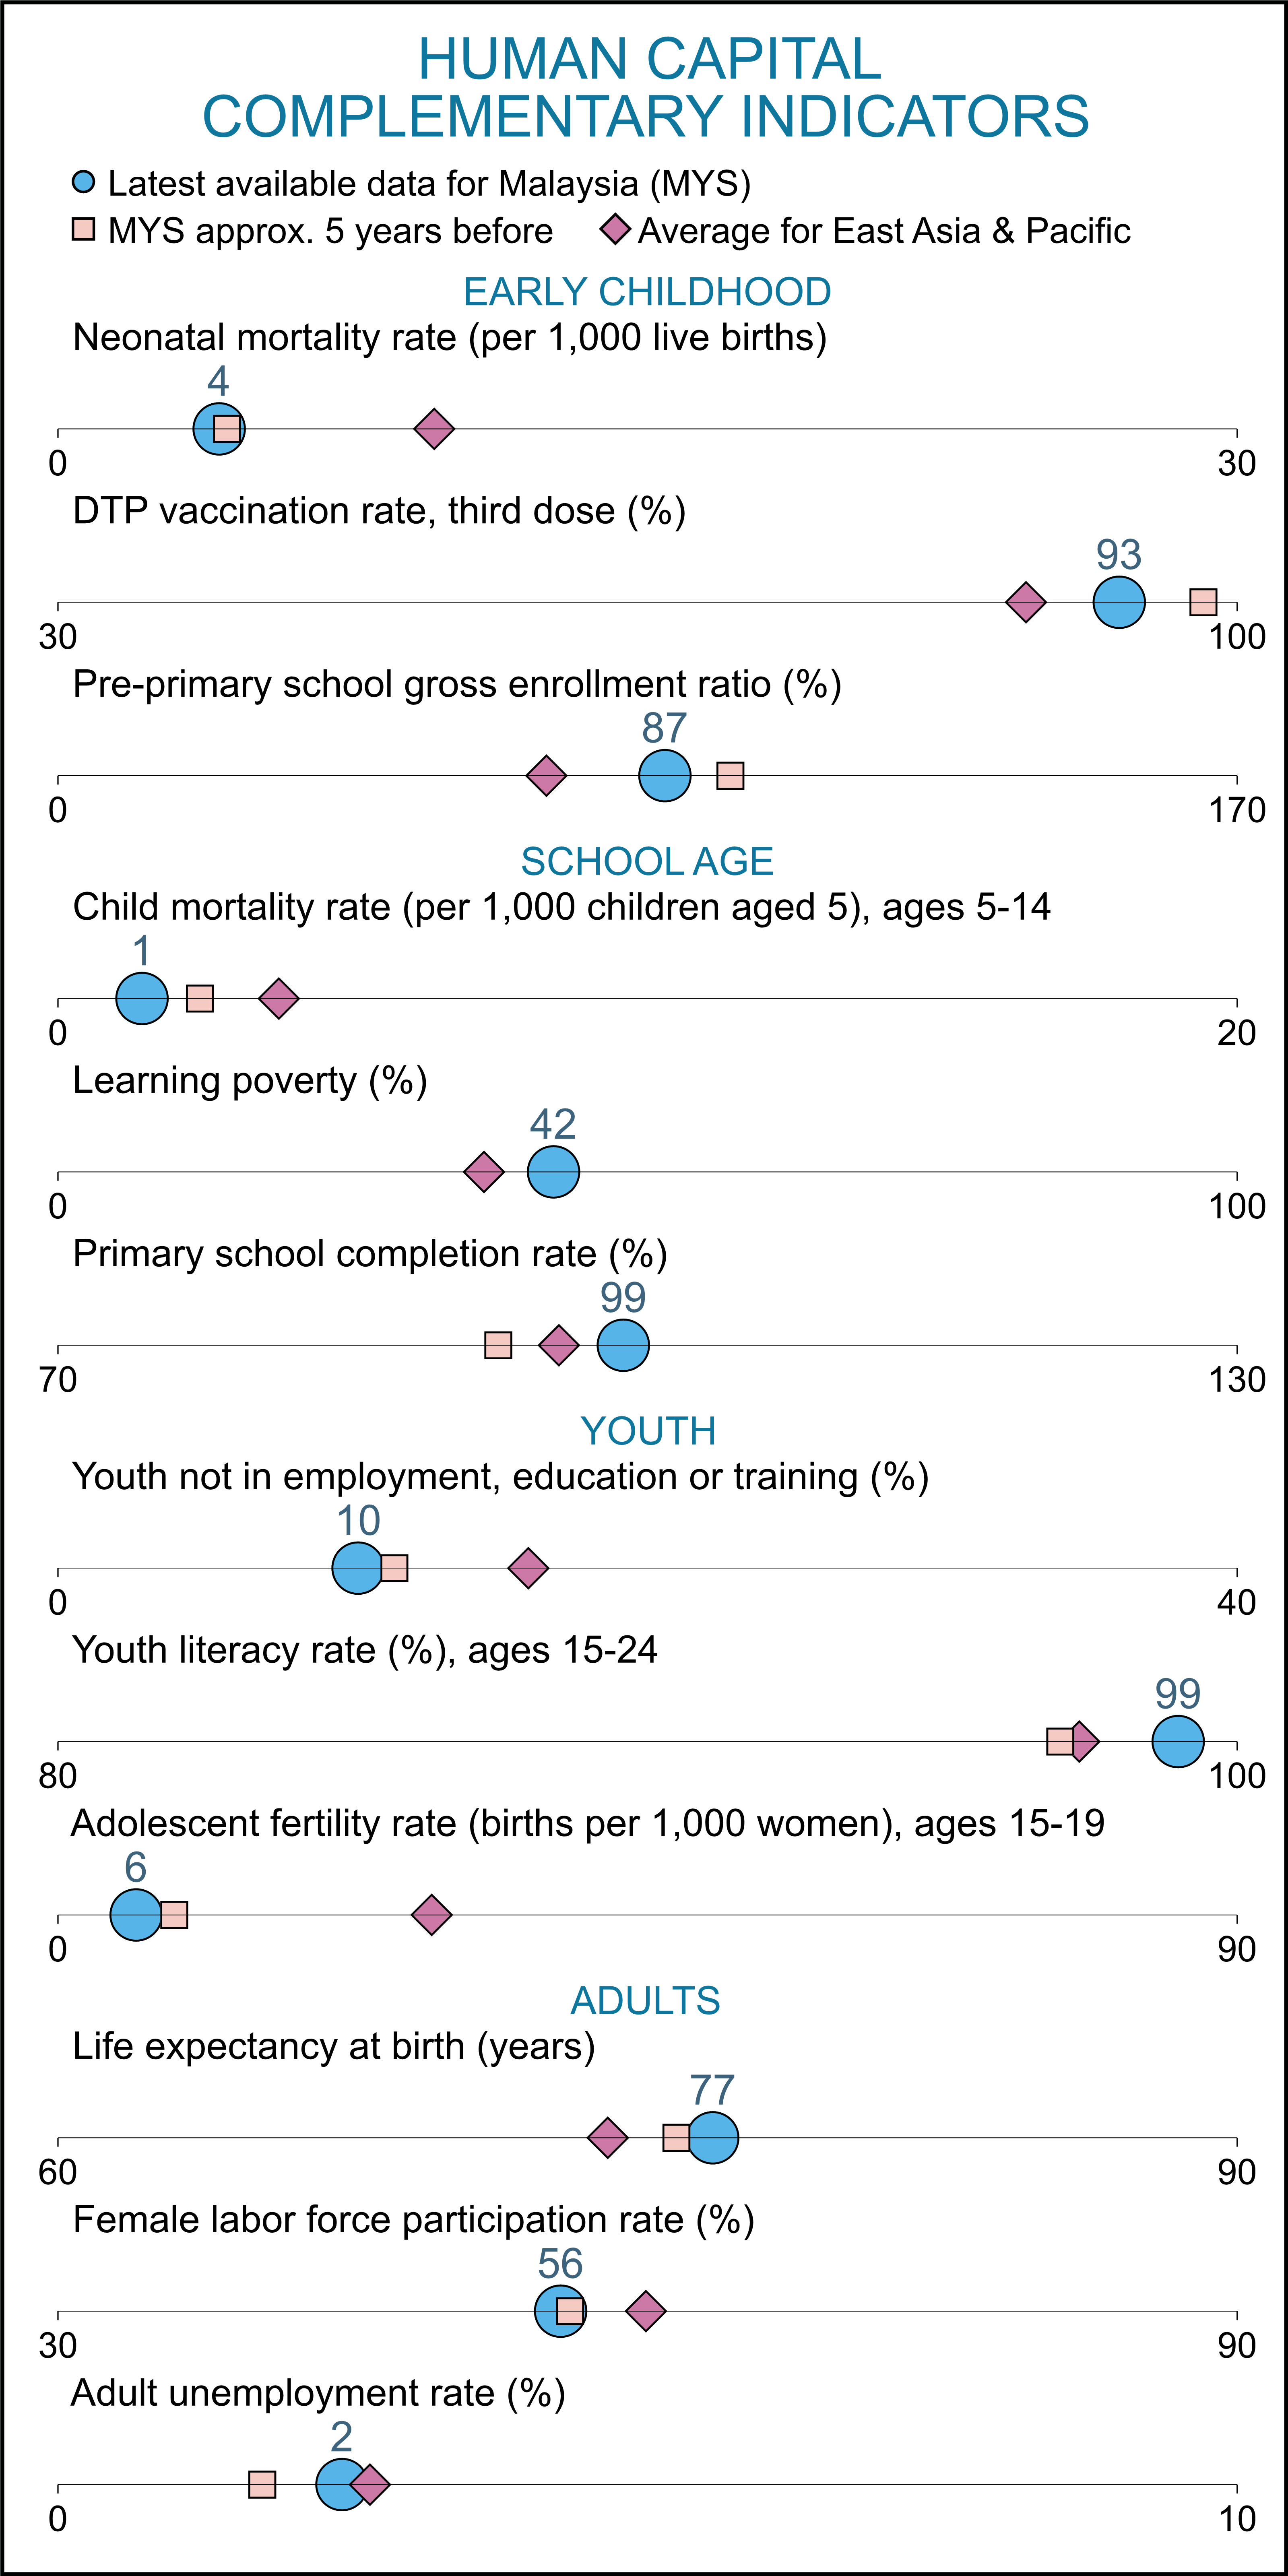 HUMAN CAPITAL
COMPLEMENTARY INDICATORS
Latest available data for Malaysia (MYS)
MYS approx. 5 years before Average for East Asia & Pacific
EARLY CHILDHOOD
Neonatal mortality rate (per 1,000 live births)
4
0 30
DTP vaccination rate, third dose (%)
93
30 100
Pre-primary school gross enrollment ratio (%)
87
0 170
SCHOOL AGE
Child mortality rate (per 1,000 children aged 5), ages 5-14
1
0 20
Learning poverty (%)
42
0 100
Primary school completion rate (%)
99
70 130
YOUTH
Youth not in employment, education or training (%)
10
0 40
Youth literacy rate (%), ages 15-24
99
80 100
Adolescent fertility rate (births per 1,000 women), ages 15-19
6
0 90
ADULTS
Life expectancy at birth (years)
77
60 90
Female labor force participation rate (%)
56
30 90
Adult unemployment rate (%)
2
0 10